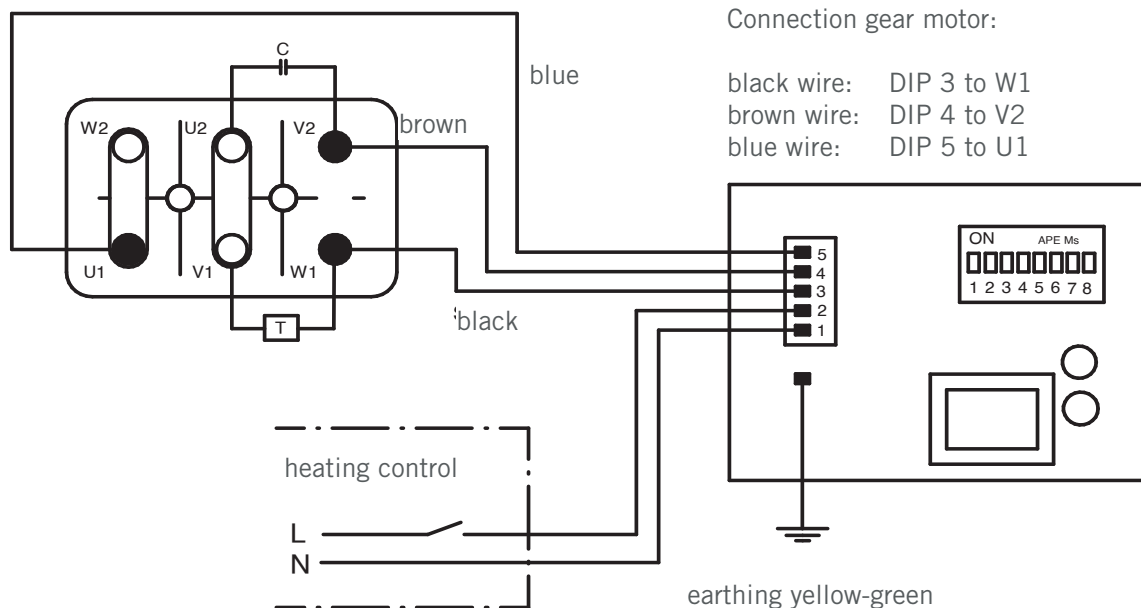 Connection gear motor:
black wire: DIP 3 to W1
brown wire: DIP 4 to V2
blue wire: DIP 5 to U1
C
blue
brown
W2 U2 V2
U1 V1 W1
T
black
5
4
3
2
1
ON APE Ms
1 2 3 4 5 6 7 8
heating control
L
N
earthing yellow-green